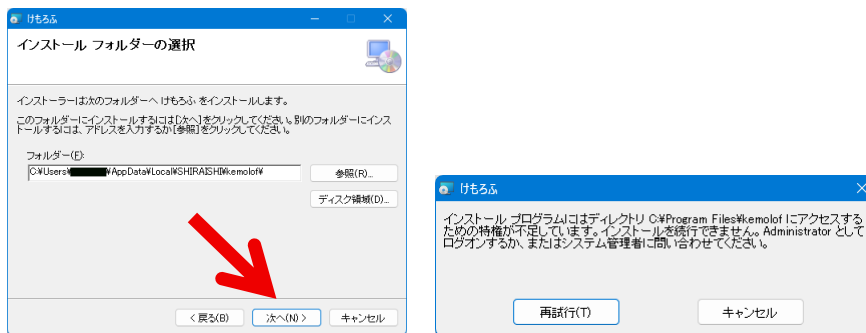 けもろふ
インストール フォルダーの選択
インストーラーは次のフォルダーへ けもろふ をインストールします。
このフォルダーにインストールするには[次へ]をクリックしてください。別のフォルダーにインス
トールするには、アドレスを入力するか[参照]をクリックしてください。
フォルダー(F):
C:¥Users¥ ¥AppData¥Local¥SHIRAISHI¥kemolof¥
参照(R)...
ディスク領域(D)...
< 戻る(B)
次へ(N) >
キャンセル
けもろふ
インストール プログラムにはディレクトリ C:¥Program Files¥kemolof にアクセスする
ための特権が不足しています。インストールを続行できません。Administrator として
ログオンするか、またはシステム管理者に問い合わせてください。
再試行(T)
キャンセル